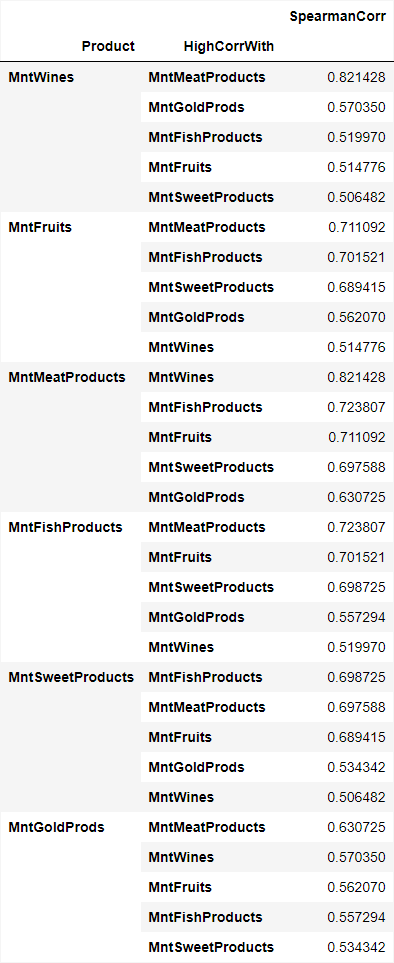 SpearmanCorr
Product HighCorrWith
MntWines MntMeatProducts 0.821428
MntGoldProds 0.570350
MntFishProducts 0.519970
MntFruits 0.514776
MntSweetProducts 0.506482
MntFruits MntMeatProducts 0.711092
MntFishProducts 0.701521
MntSweetProducts 0.689415
MntGoldProds 0.562070
MntWines 0.514776
MntMeatProducts MntWines 0.821428
MntFishProducts 0.723807
MntFruits 0.711092
MntSweetProducts 0.697588
MntGoldProds 0.630725
MntFishProducts MntMeatProducts 0.723807
MntFruits 0.701521
MntSweetProducts 0.698725
MntGoldProds 0.557294
MntWines 0.519970
MntSweetProducts MntFishProducts 0.698725
MntMeatProducts 0.697588
MntFruits 0.689415
MntGoldProds 0.534342
MntWines 0.506482
MntGoldProds MntMeatProducts 0.630725
MntWines 0.570350
MntFruits 0.562070
MntFishProducts 0.557294
MntSweetProducts 0.534342